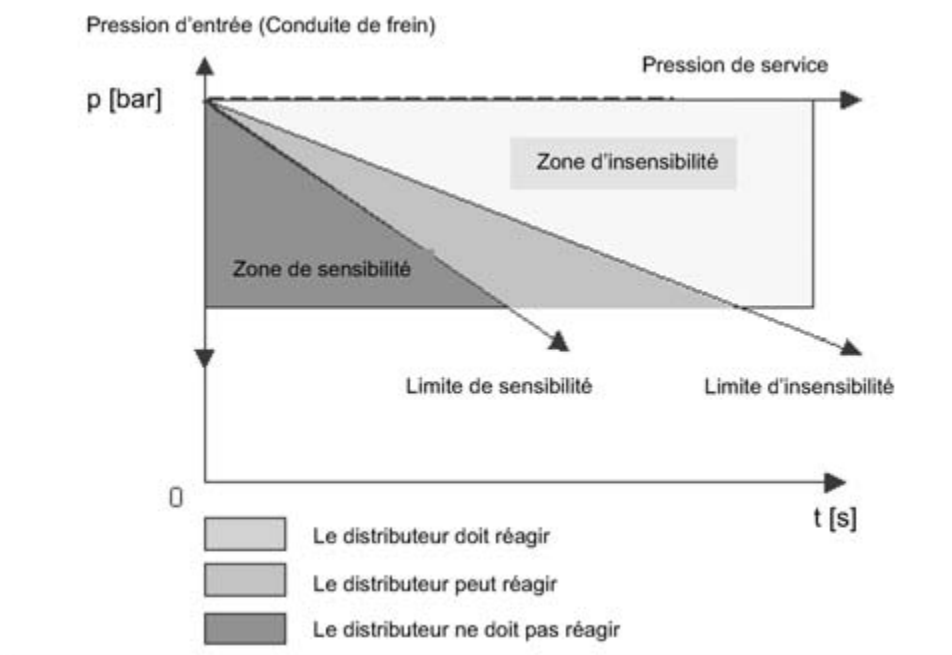 Pression d'entrée (Conduite de frein)
Pression de service
p [bar]
Zone d'insensibilité
Zone de sensibilité
Limite de sensibilité
Limite d'insensibilité
0
t [s]
Le distributeur doit réagir
Le distributeur peut réagir
Le distributeur ne doit pas réagir